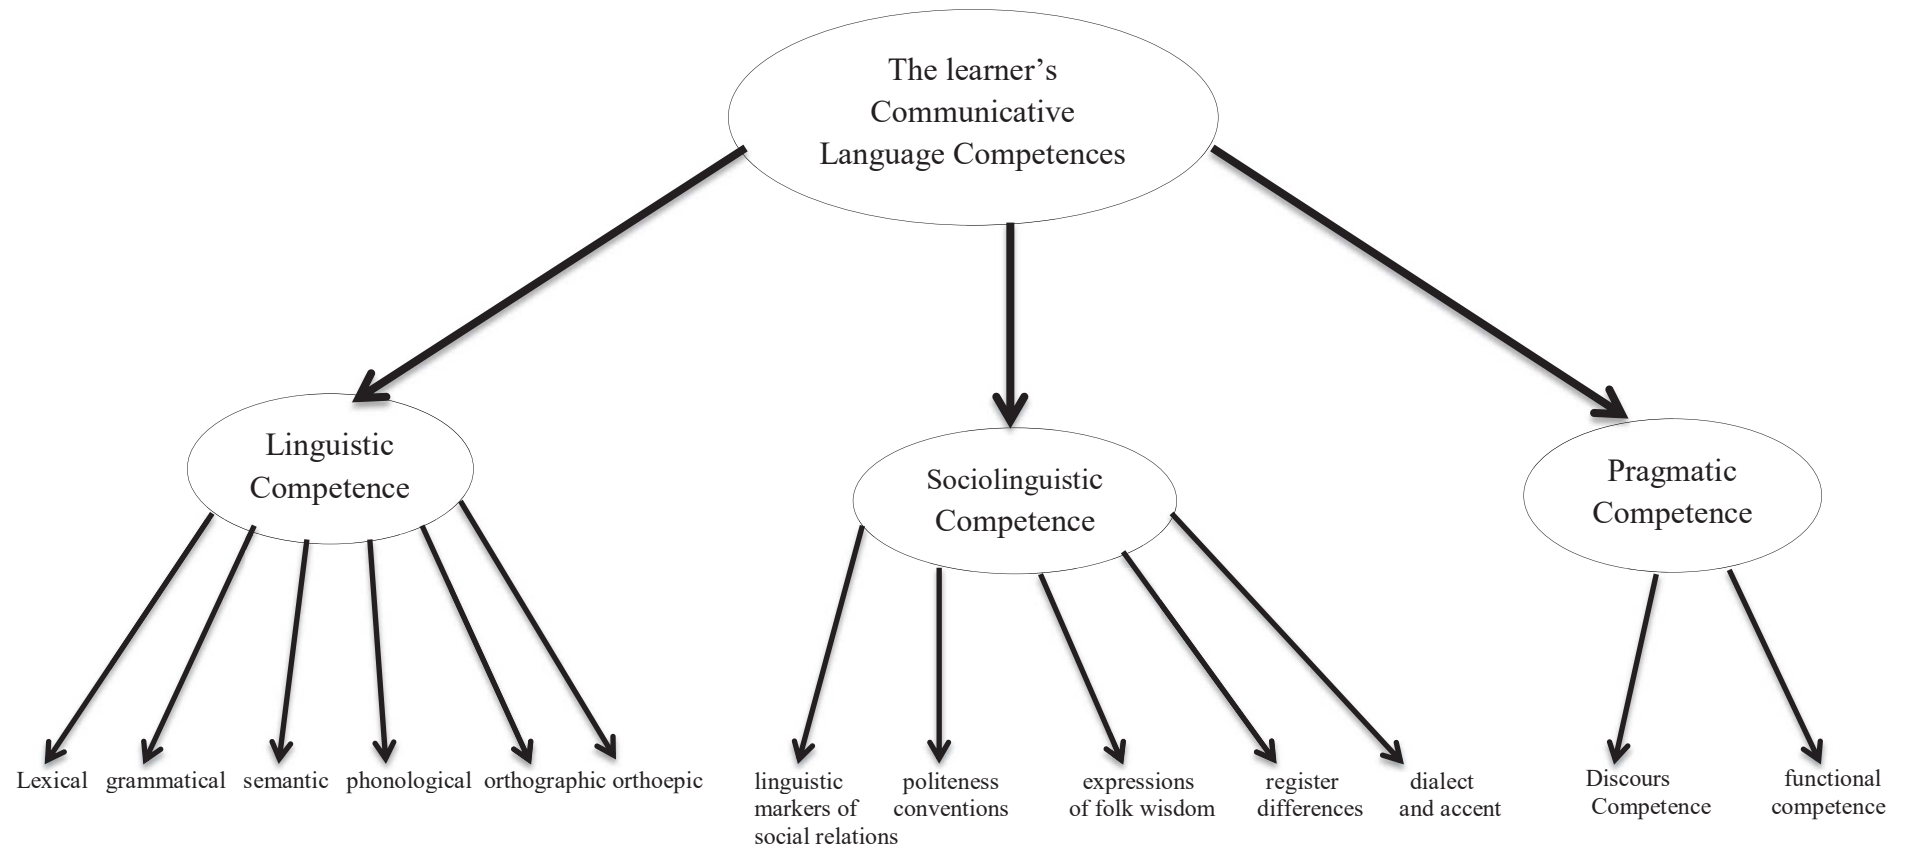 The learner’s
Communicative
Language Competences
Linguistic
Competence
Sociolinguistic
Competence
Pragmatic
Competence
Lexical
grammatical
semantic
phonological
orthographic
orthoepic
linguistic
markers of
social relations
politeness
conventions
expressions
of folk wisdom
register
differences
dialect
and accent
Discours
Competence
functional
competence